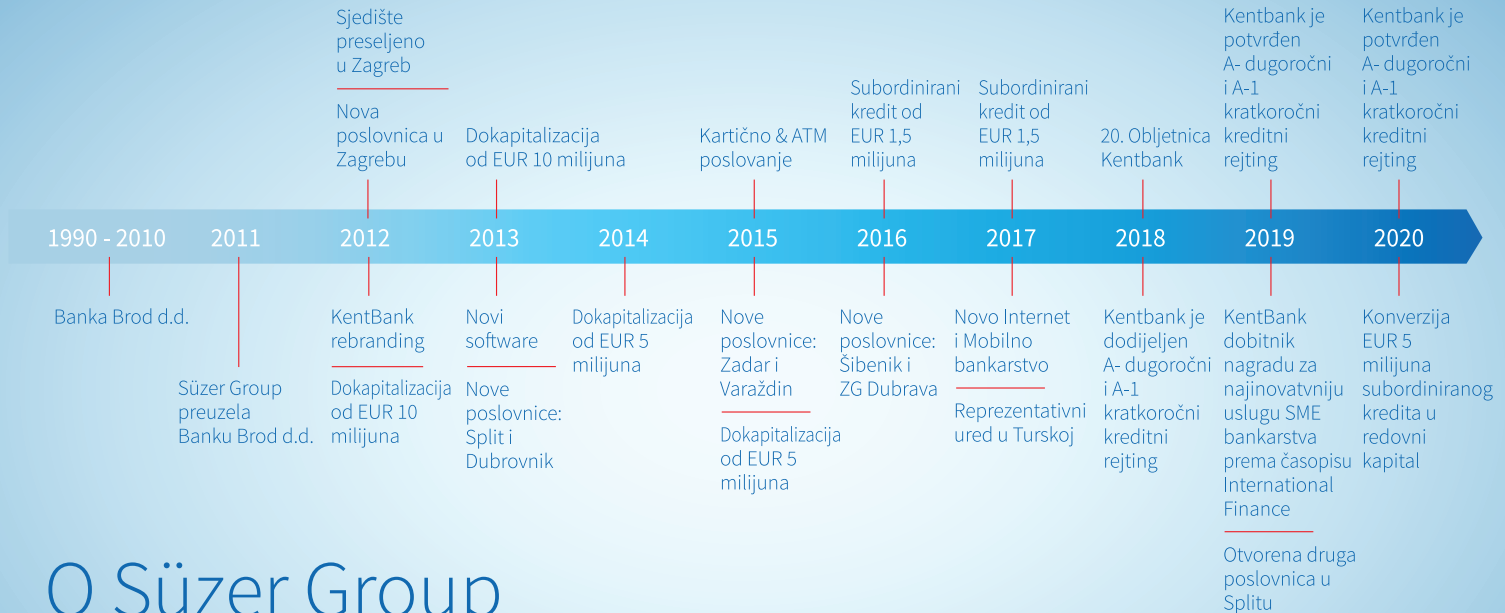 Sjedište
preseljeno
u Zagreb
Nova
poslovnica u
Zagrebu
Dokapitalizacija
od EUR 10 milijuna
Kartično & ATM
poslovanje
Subordinirani
kredit od
EUR 1,5
milijuna
Subordinirani
kredit od
EUR 1,5
milijuna
20. Obljetnica
Kentbank
Kentbank je
potvrđen
A- dugoročni
i A-1
kratkoročni
kreditni
rejting
Kentbank je
potvrđen
A- dugoročni
i A-1
kratkoročni
kreditni
rejting
1990 - 2010 2011 2012 2013 2014 2015 2016 2017 2018 2019 2020
Banka Brod d.d.
Süzer Group
preuzela
Banku Brod d.d.
KentBank
rebranding
Dokapitalizacija
od EUR 10
milijuna
Novi
software
Nove
poslovnice:
Split i
Dubrovnik
Dokapitalizacija
od EUR 5
milijuna
Nove
poslovnice:
Zadar i
Varaždin
Dokapitalizacija
od EUR 5
milijuna
Nove
poslovnice:
Šibenik i
ZG Dubrava
Novo Internet
i Mobilno
bankarstvo
Reprezentativni
ured u Turskoj
Kentbank je
dodijeljen
A- dugoročni
i A-1
kratkoročni
kreditni
rejting
KentBank
dobitnik
nagradu za
najinovatvniju
uslugu SME
bankarstva
prema časopisu
International
Finance
Otvorena druga
poslovnica u
Splitu
Konverzija
EUR 5
milijuna
subordiniranog
kredita u
redovni
kapital
O Süzer Group